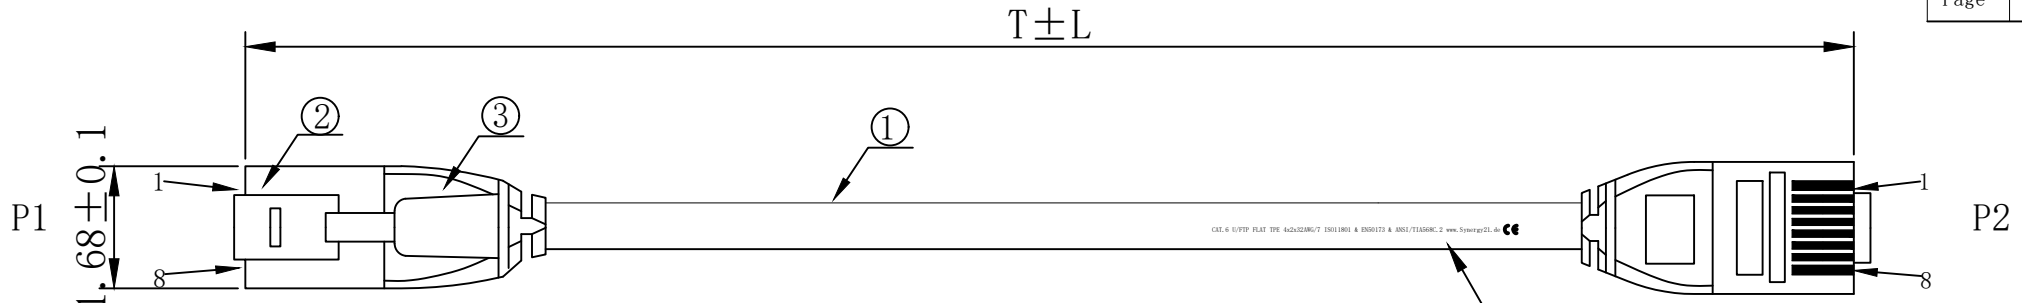 Page
T±L
②
③
①
1
1
P1
1.68±0.1
CAT.6 U/FTP FLAT TPE 4x2x32AWG/7 ISO11801 & EN50173 & ANSI/TIA568C.2 www.Synergy21.de CE
P2
8
8